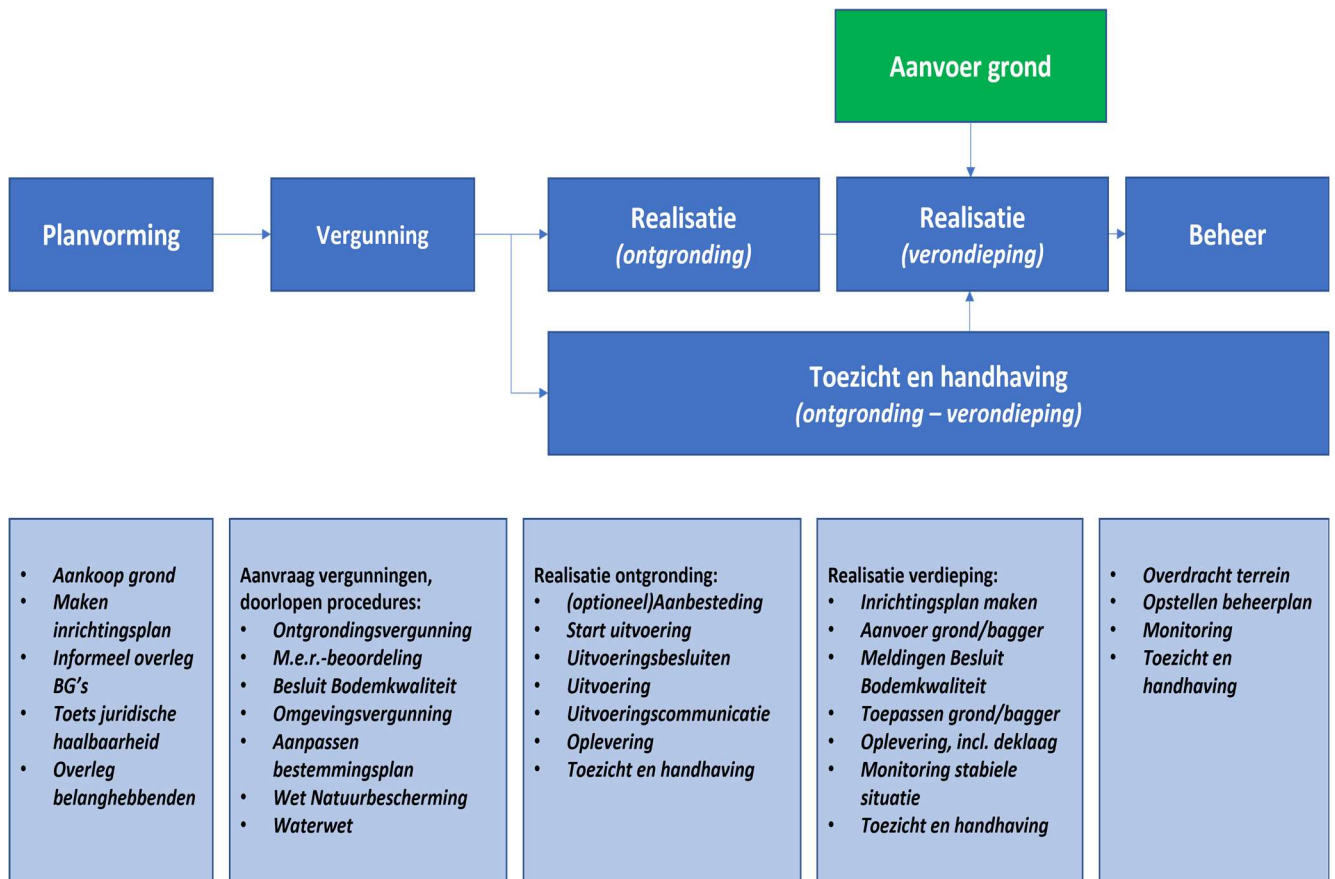 Aanvoer grond
Planvorming
Vergunning
Realisatie
(ontgronding)
Realisatie
(verondieping)
Beheer
Toezicht en handhaving
(ontgronding – verondieping)
• Aankoop grond
• Maken
inrichtingsplan
• Informeel overleg
BG's
• Toets juridische
haalbaarheid
• Overleg
belanghebbenden
Aanvraag vergunningen,
doorlopen procedures:
• Ontgrondingsvergunning
• M.e.r.-beoordeling
• Besluit Bodemkwaliteit
• Omgevingsvergunning
• Aanpassen
bestemmingsplan
• Wet Natuurbescherming
• Waterwet
Realisatie ontgronding:
• (optioneel)Aanbesteding
• Start uitvoering
• Uitvoeringsbesluiten
• Uitvoering
• Uitvoeringscommunicatie
• Oplevering
• Toezicht en handhaving
Realisatie verdieping:
• Inrichtingsplan maken
• Aanvoer grond/bagger
• Meldingen Besluit
Bodemkwaliteit
• Toepassen grond/bagger
• Oplevering, incl. deklaag
• Monitoring stabiele
situatie
• Toezicht en handhaving
• Overdracht terrein
• Opstellen beheerplan
• Monitoring
• Toezicht en
handhaving